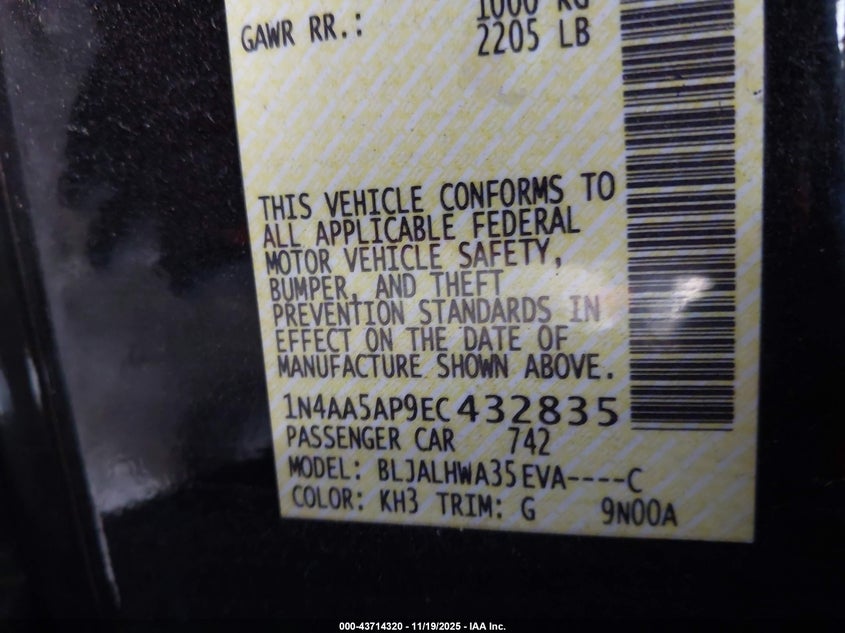 1000 KG
GAWR RR.: 2205 LB
THIS VEHICLE CONFORMS TO
ALL APPLICABLE FEDERAL
MOTOR VEHICLE SAFETY,
BUMPER, AND THEFT
PREVENTION STANDARDS IN
EFFECT ON THE DATE OF
MANUFACTURE SHOWN ABOVE.
1N4AA5AP9EC432835
PASSENGER CAR 742
MODEL: BLJALHWA35EVA----C
COLOR: KH3 TRIM: G 9N00A
000-43714320 - 11/19/2025 - IAA Inc.